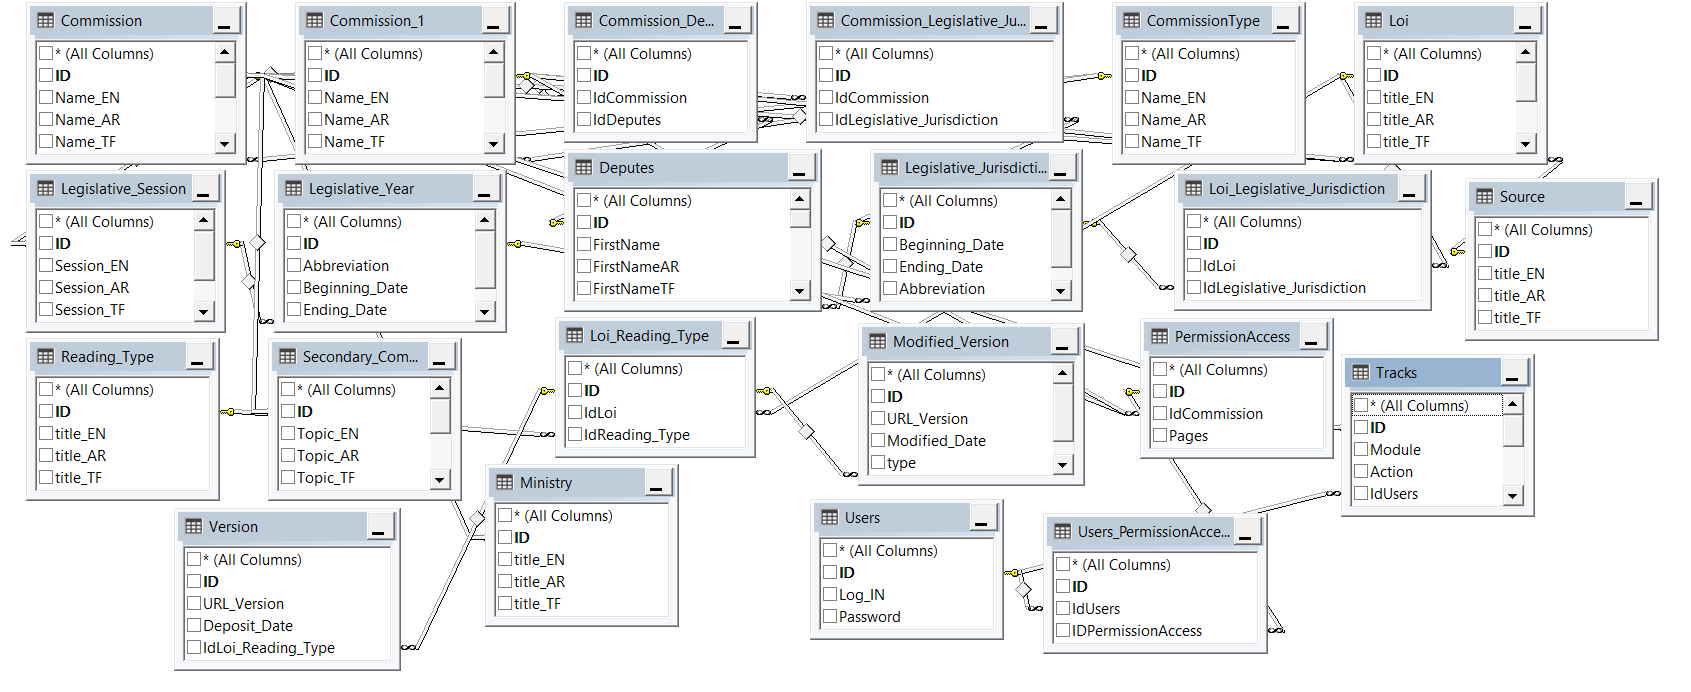 Commission
* (All Columns)
ID
Name_EN
Name_AR
Name_TF
Commission_1
* (All Columns)
ID
Name_EN
Name_AR
Name_TF
Commission_De...
* (All Columns)
ID
IdCommission
IdDeputes
Commission_Legislative_Ju...
* (All Columns)
ID
IdCommission
IdLegislative_Jurisdiction
CommissionType
* (All Columns)
ID
Name_EN
Name_AR
Name_TF
Loi
* (All Columns)
ID
title_EN
title_AR
title_TF
Legislative_Session
* (All Columns)
ID
Session_EN
Session_AR
Session_TF
Legislative_Year
* (All Columns)
ID
Abbreviation
Beginning_Date
Ending_Date
Deputes
* (All Columns)
ID
FirstName
FirstNameAR
FirstNameTF
Legislative_Jurisdicti...
* (All Columns)
ID
Beginning_Date
Ending_Date
Abbreviation
Loi_Legislative_Jurisdiction
* (All Columns)
ID
IdLoi
IdLegislative_Jurisdiction
Source
* (All Columns)
ID
title_EN
title_AR
title_TF
Reading_Type
* (All Columns)
ID
title_EN
title_AR
title_TF
Secondary_Com...
* (All Columns)
ID
Topic_EN
Topic_AR
Topic_TF
Loi_Reading_Type
* (All Columns)
ID
IdLoi
IdReading_Type
Modified_Version
* (All Columns)
ID
URL_Version
Modified_Date
type
PermissionAccess
* (All Columns)
ID
IdCommission
Pages
Tracks
* (All Columns)
ID
Module
Action
IdUsers
Version
* (All Columns)
ID
URL_Version
Deposit_Date
IdLoi_Reading_Type
Ministry
* (All Columns)
ID
title_EN
title_AR
title_TF
Users
* (All Columns)
ID
Log_IN
Password
Users_PermissionAcce...
* (All Columns)
ID
IdUsers
IDPermissionAccess